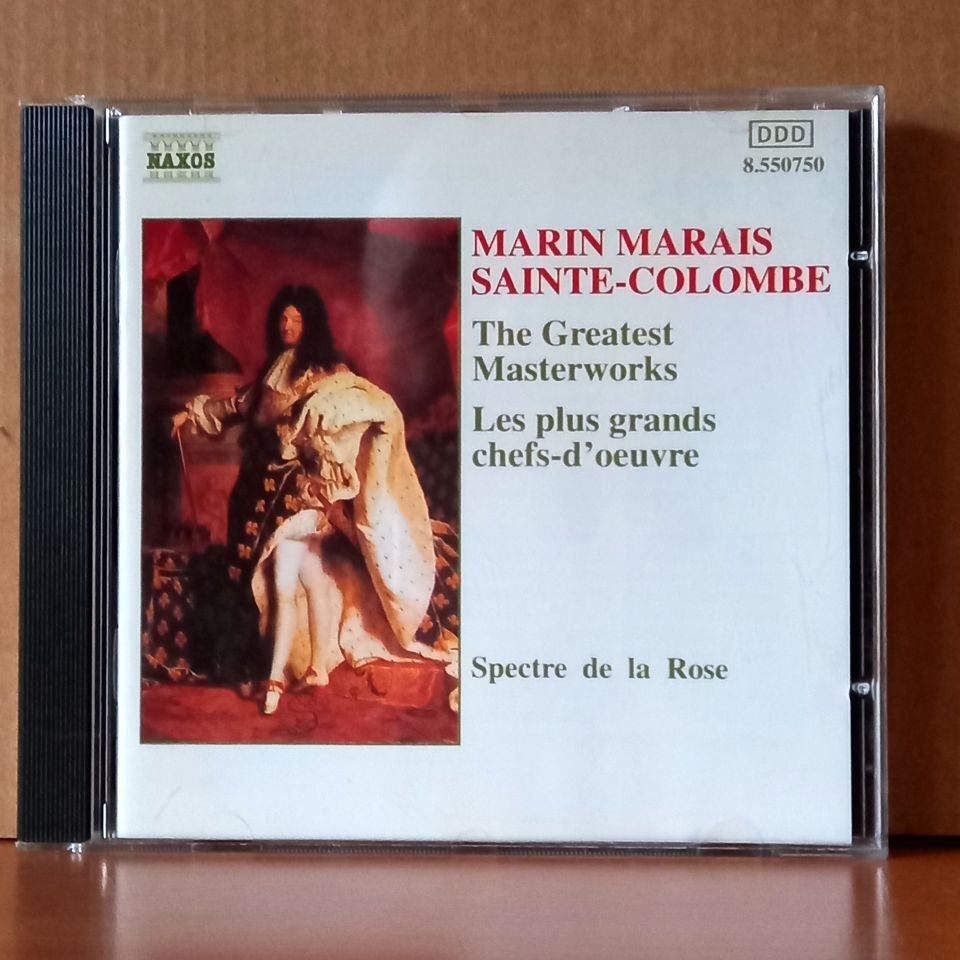 NAXOS
DDD
8.550750
MARIN MARAIS
SAINTE-COLOMBE
The Greatest
Masterworks
Les plus grands
chefs-d'oeuvre
Spectre de la Rose